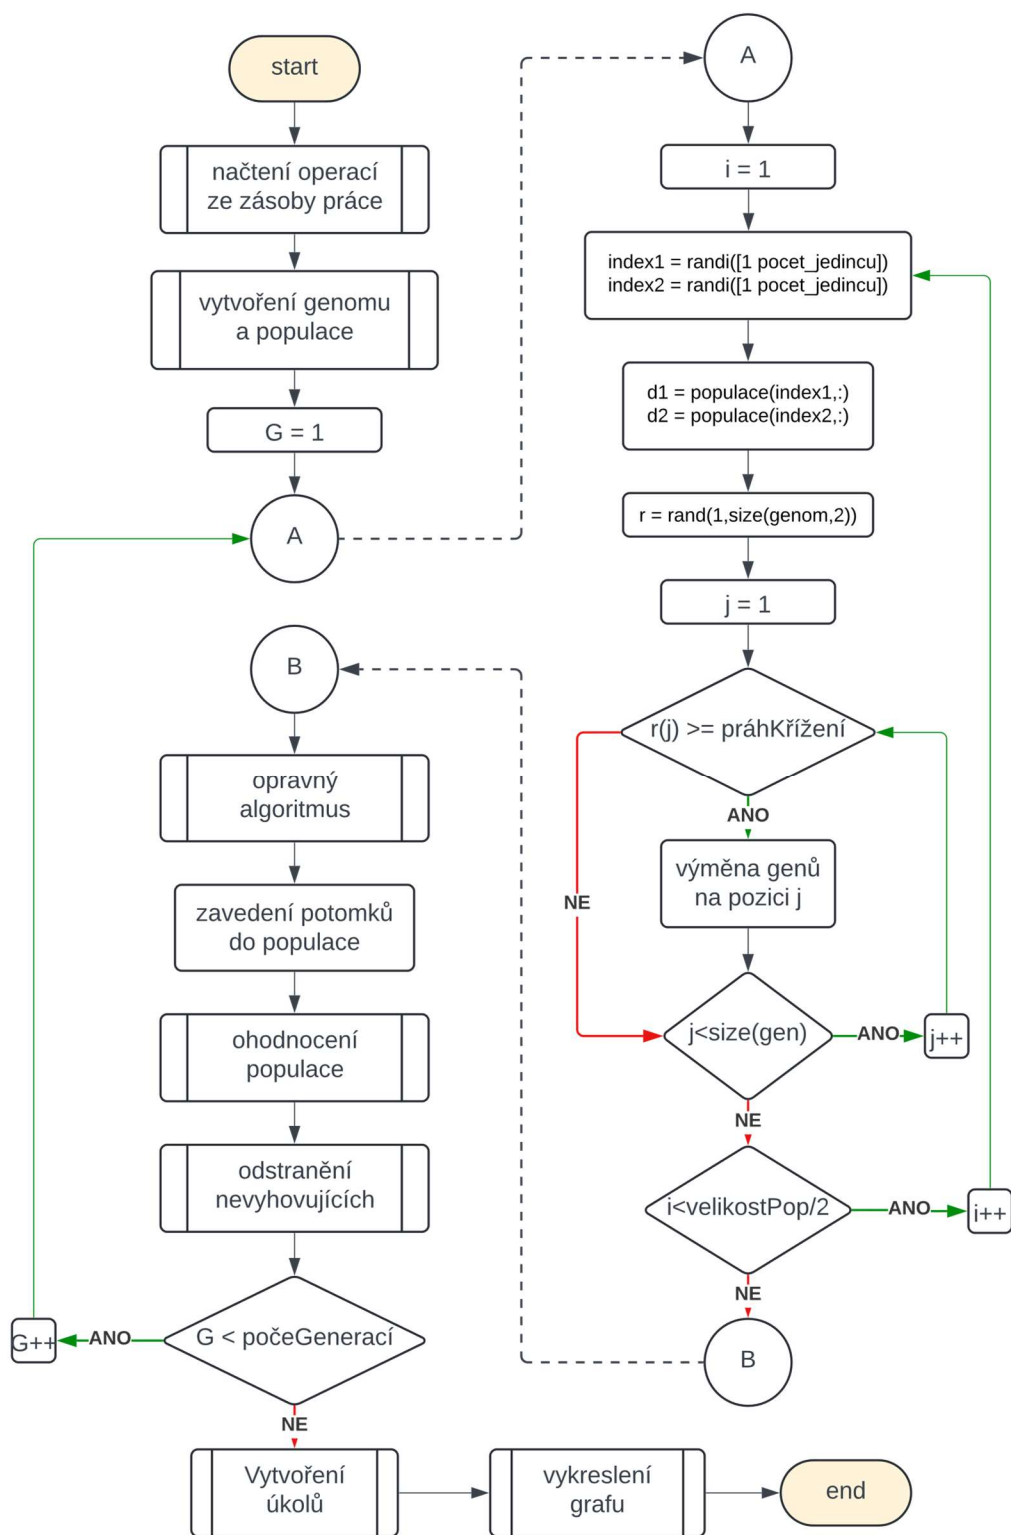 start
načtení operací
ze zásoby práce
vytvoření genomu
a populace
G = 1
A
B
opravný
algoritmus
zavedení potomků
do populace
ohodnocení
populace
odstranění
nevyhovujících
G < počeGenerací
ANO
G++
NE
Vytvoření
úkolů
vykreslení
grafu
end
A
i = 1
index1 = randi([1 pocet_jedincu])
index2 = randi([1 pocet_jedincu])
d1 = populace(index1,:)
d2 = populace(index2,:)
r = rand(1,size(genom,2))
j = 1
r(j) >= práhKřížení
ANO
NE
výměna genů
na pozici j
j<size(gen)
ANO
j++
NE
i<velikostPop/2
ANO
i++
NE
B